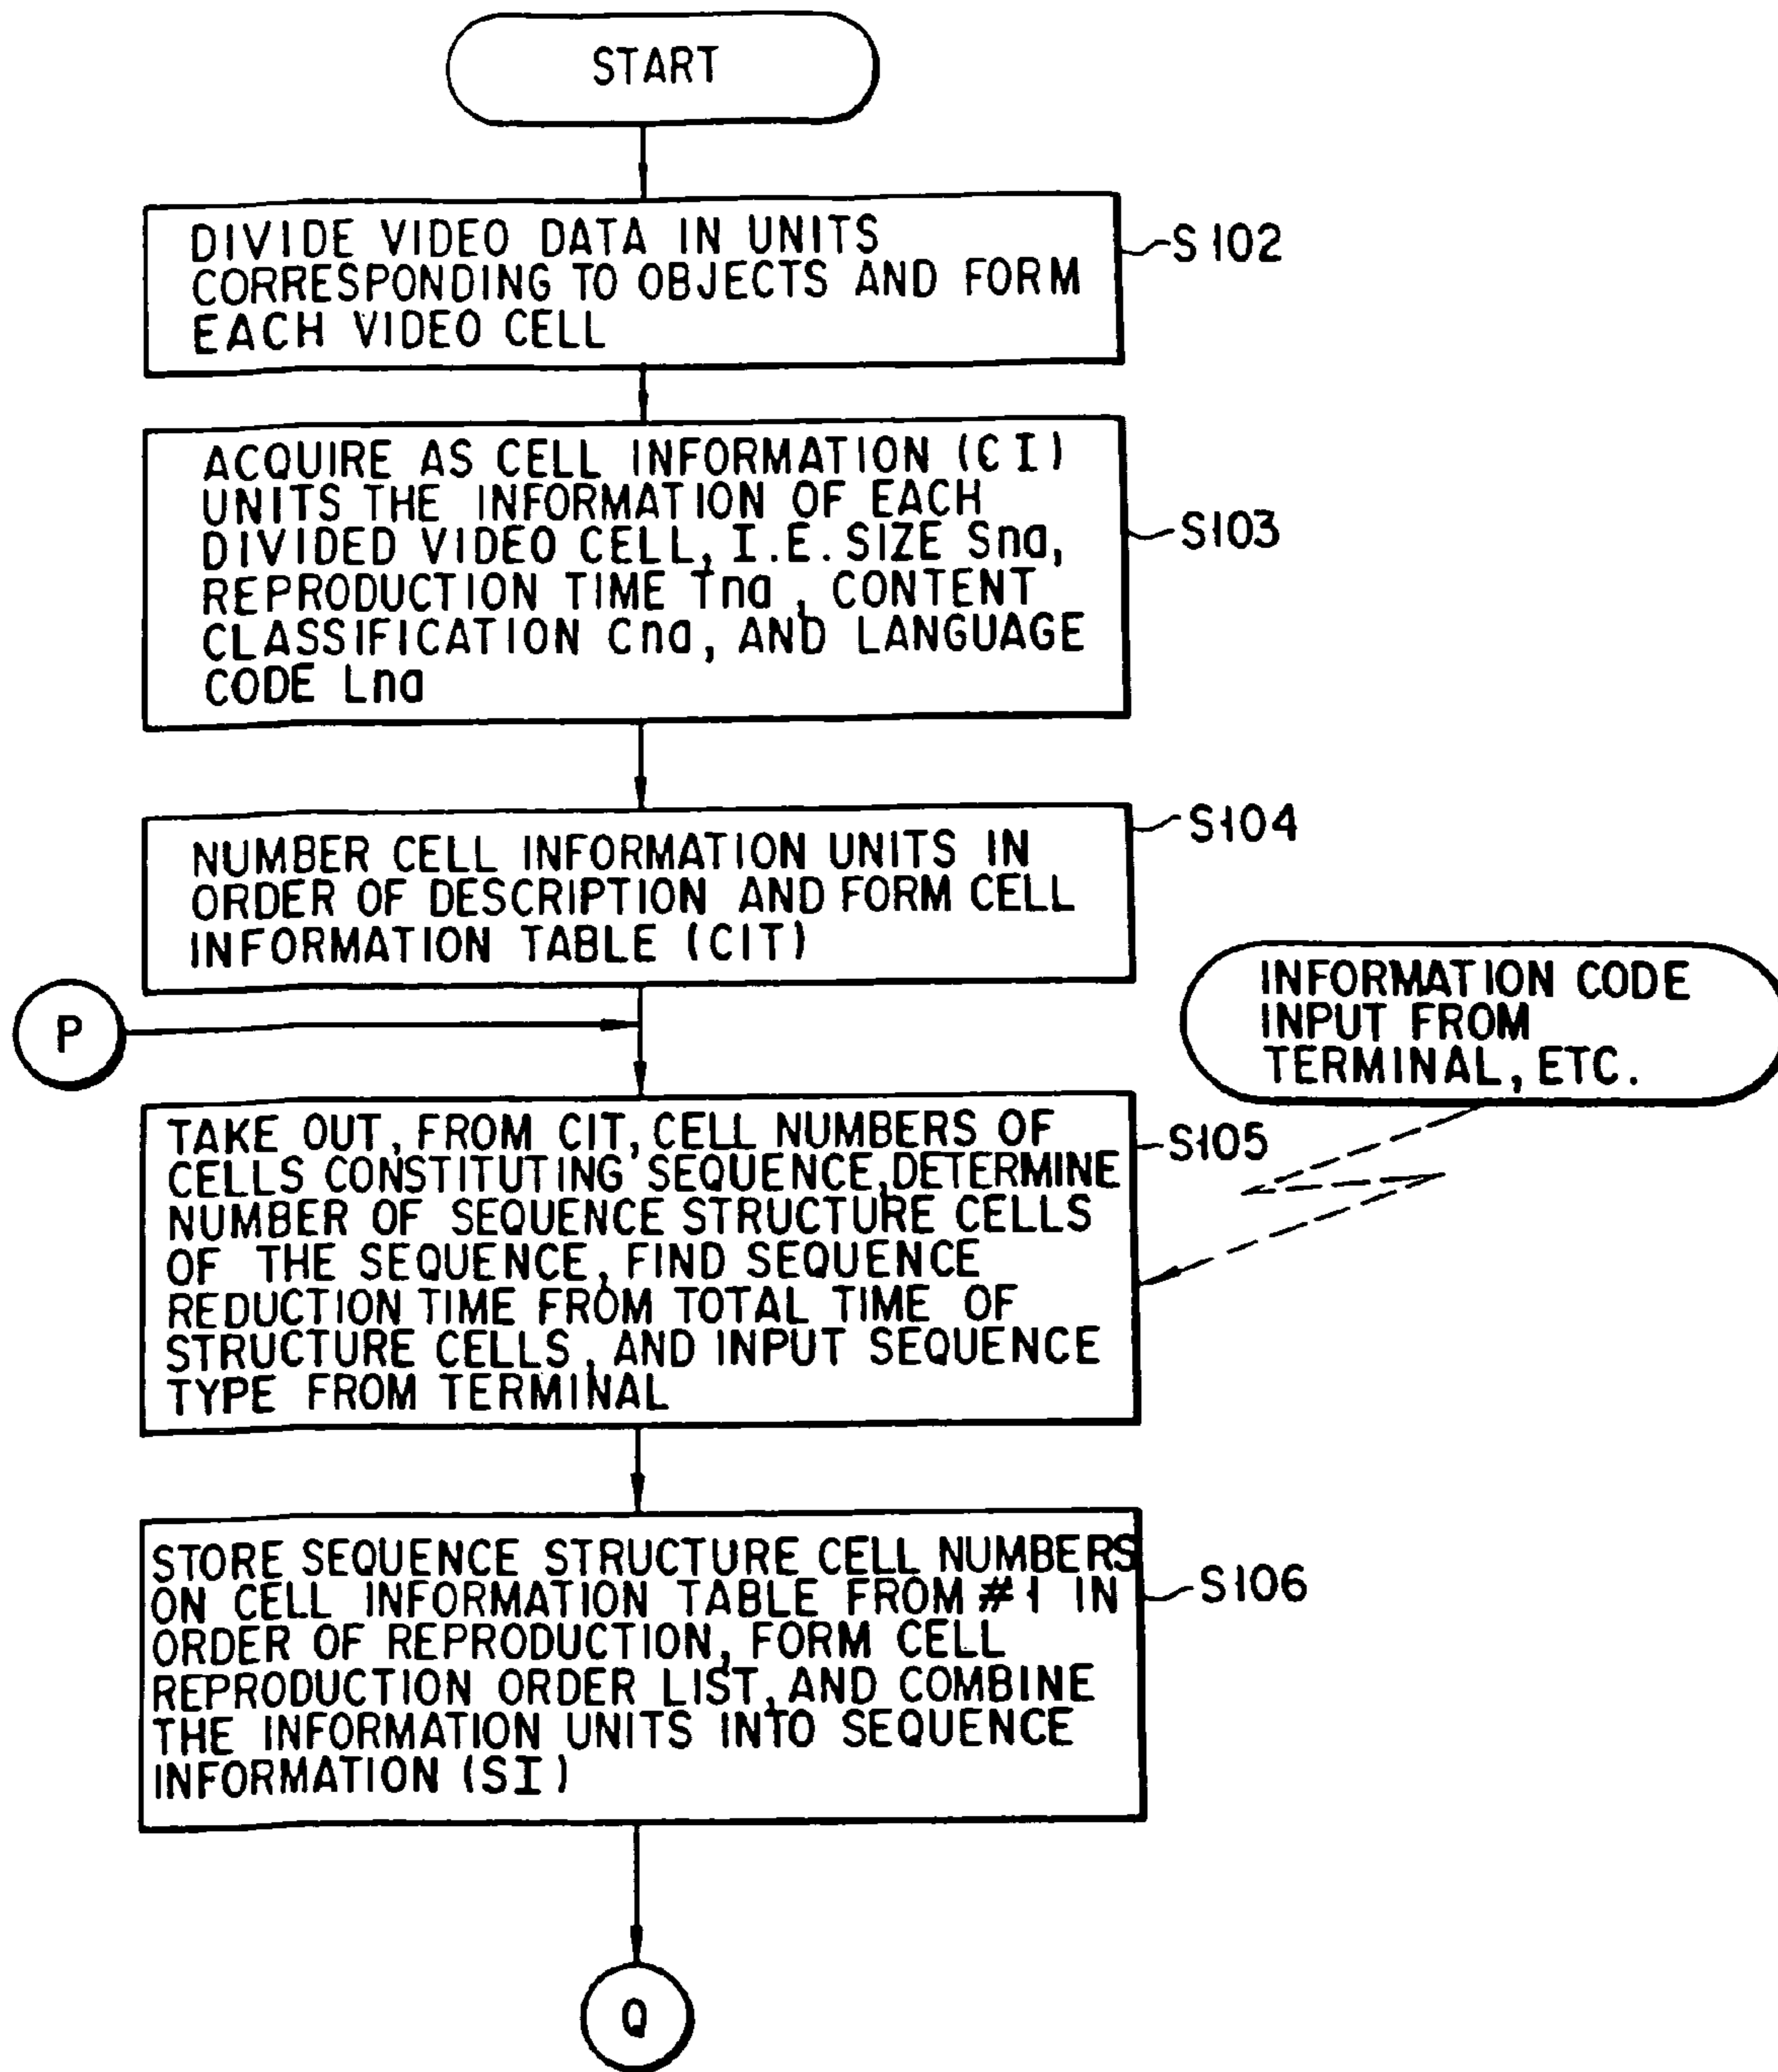 START
DIVIDE VIDEO DATA IN UNITS
CORRESPONDING TO OBJECTS AND FORM
EACH VIDEO CELL
S102
ACQUIRE AS CELL INFORMATION (CI)
UNITS THE INFORMATION OF EACH
DIVIDED VIDEO CELL, I.E. SIZE Sna,
REPRODUCTION TIME Tna, CONTENT
CLASSIFICATION Cna, AND LANGUAGE
CODE Lna
S103
NUMBER CELL INFORMATION UNITS IN
ORDER OF DESCRIPTION AND FORM CELL
INFORMATION TABLE (CIT)
S104
P
INFORMATION CODE
INPUT FROM
TERMINAL, ETC.
TAKE OUT, FROM CIT, CELL NUMBERS OF
CELLS CONSTITUTING SEQUENCE, DETERMINE
NUMBER OF SEQUENCE STRUCTURE CELLS
OF THE SEQUENCE, FIND SEQUENCE
REDUCTION TIME FROM TOTAL TIME OF
STRUCTURE CELLS, AND INPUT SEQUENCE
TYPE FROM TERMINAL
S105
STORE SEQUENCE STRUCTURE CELL NUMBERS
ON CELL INFORMATION TABLE FROM #1 IN
ORDER OF REPRODUCTION, FORM CELL
REPRODUCTION ORDER LIST, AND COMBINE
THE INFORMATION UNITS INTO SEQUENCE
INFORMATION (SI)
S106
Q